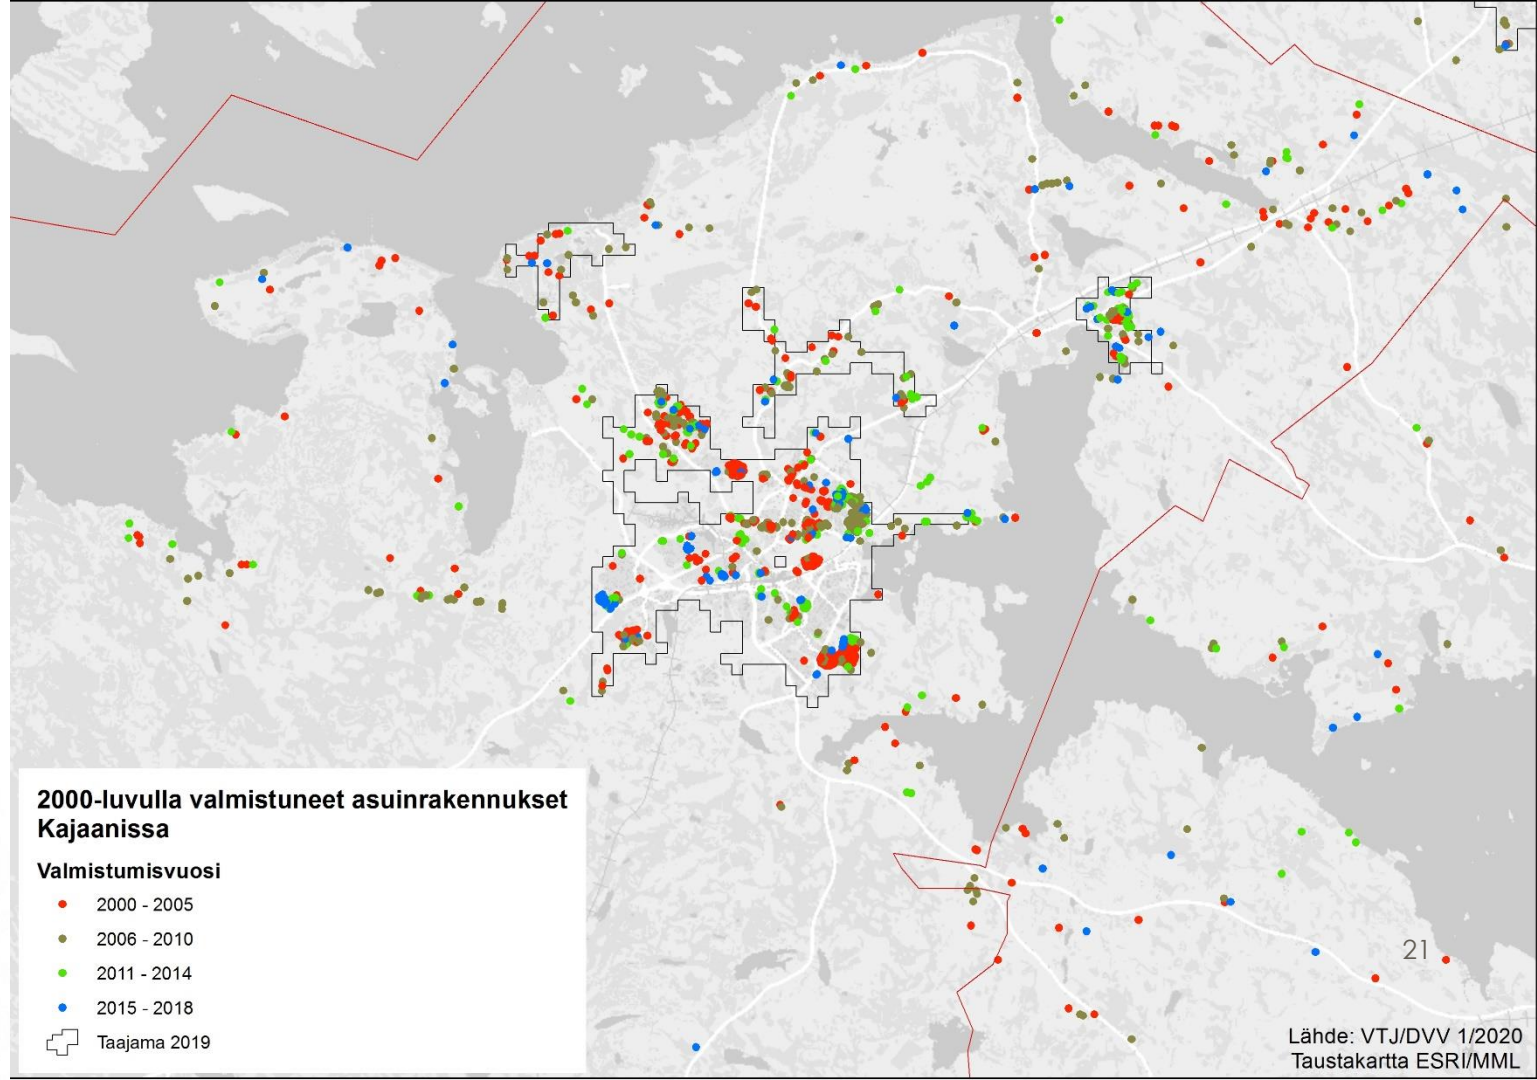 2000-luvulla valmistuneet asuinrakennukset
Kajaanissa
Valmistumisvuosi
2000 - 2005
2006 - 2010
2011 - 2014
2015 - 2018
Taajama 2019
21
Lähde: VTJ/DVV 1/2020
Taustakartta ESRI/MML